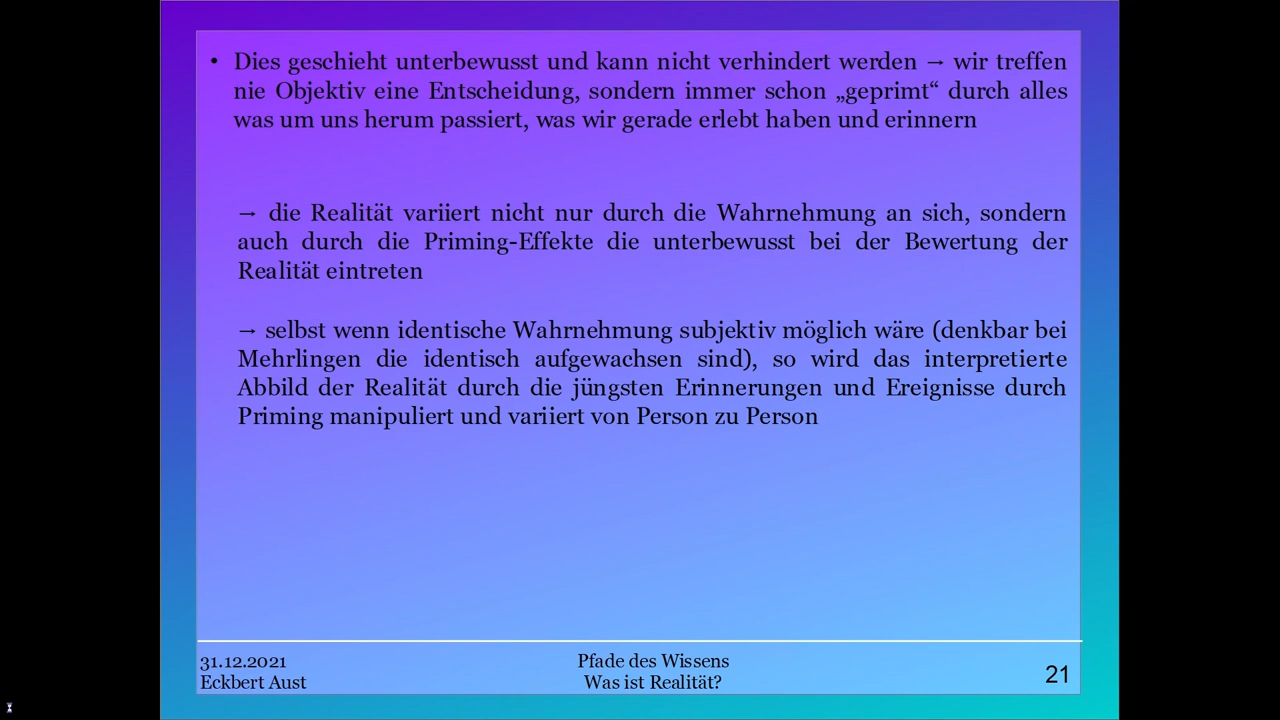 • Dies geschieht unterbewusst und kann nicht verhindert werden → wir treffen
nie Objektiv eine Entscheidung, sondern immer schon „geprimt“ durch alles
was um uns herum passiert, was wir gerade erlebt haben und erinnern
→ die Realität variiert nicht nur durch die Wahrnehmung an sich, sondern
auch durch die Priming-Effekte die unterbewusst bei der Bewertung der
Realität eintreten
→ selbst wenn identische Wahrnehmung subjektiv möglich wäre (denkbar bei
Mehrlingen die identisch aufgewachsen sind), so wird das interpretierte
Abbild der Realität durch die jüngsten Erinnerungen und Ereignisse durch
Priming manipuliert und variiert von Person zu Person
31.12.2021
Eckbert Aust
Pfade des Wissens
Was ist Realität?
21